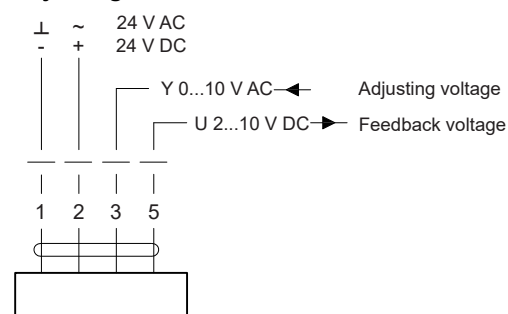 ⊥ ~ 24 V AC
- + 24 V DC
Y 0...10 V AC Adjusting voltage
U 2...10 V DC Feedback voltage
1 2 3 5